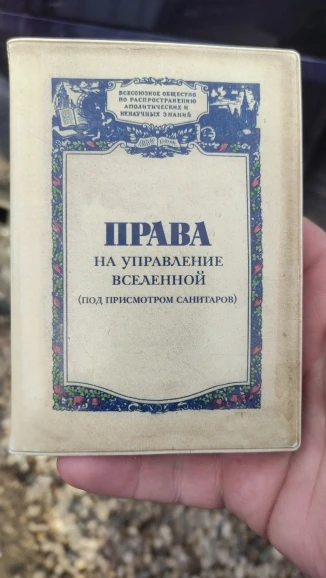 ВСЕСОЮЗНОЕ ОБЩЕСТВО
ПО РАСПРОСТРАНЕНИЮ
АПОЛИТИЧЕСКИХ И
НЕНАУЧНЫХ ЗНАНИЙ
ПРАВА
НА УПРАВЛЕНИЕ
ВСЕЛЕННОЙ
(ПОД ПРИСМОТРОМ САНИТАРОВ)